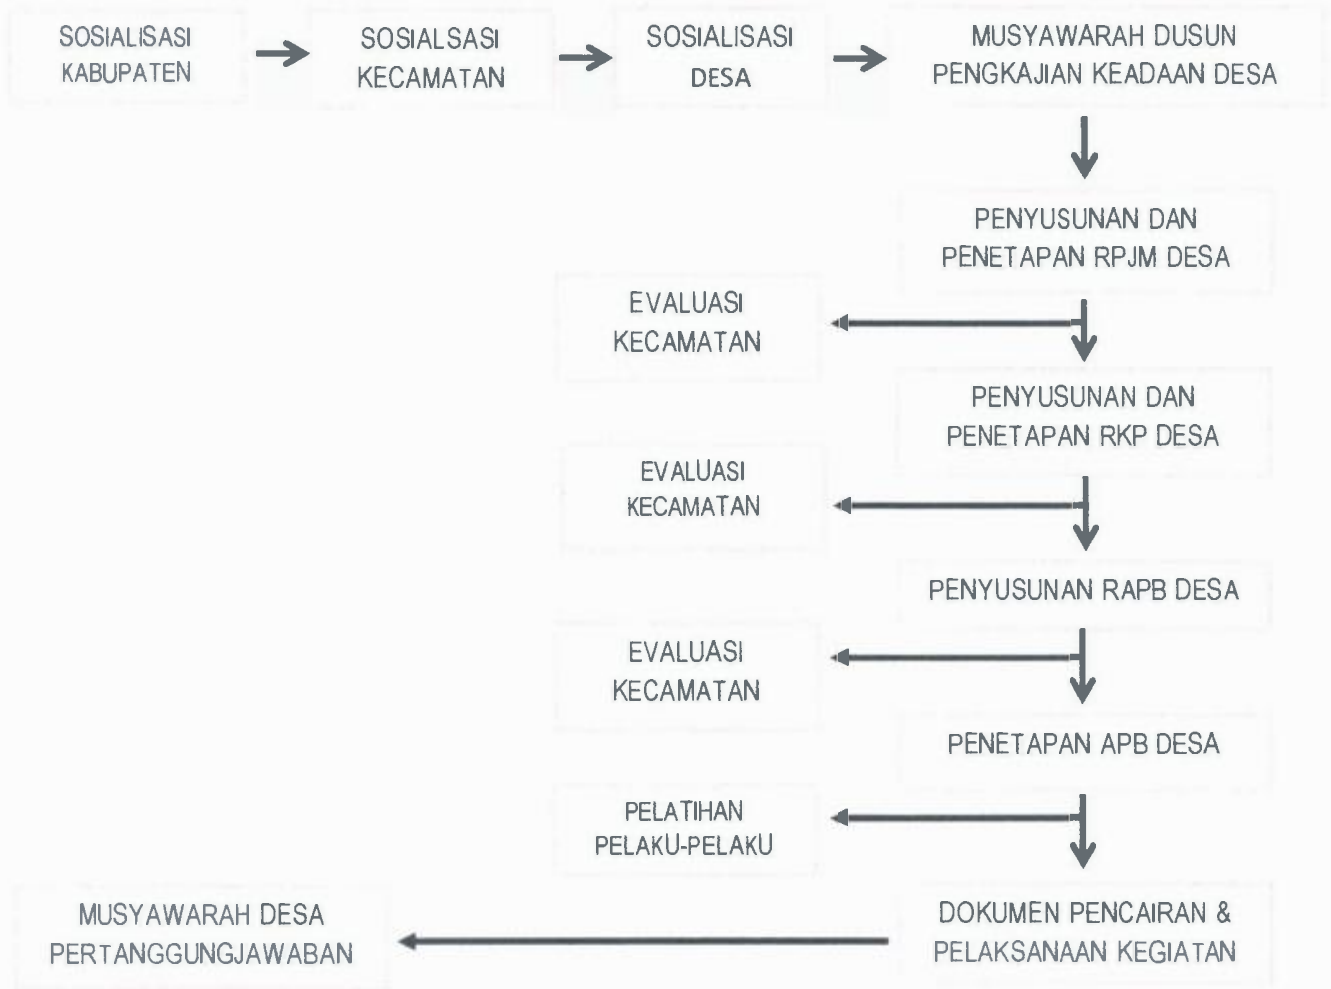 SOSIALISASI
KABUPATEN
SOSIALSASI
KECAMATAN
SOSIALISASI
DESA
MUSYAWARAH DUSUN
PENGKAJIAN KEADAAN DESA
PENYUSUNAN DAN
PENETAPAN RPJM DESA
EVALUASI
KECAMATAN
PENYUSUNAN DAN
PENETAPAN RKP DESA
EVALUASI
KECAMATAN
PENYUSUNAN RAPB DESA
EVALUASI
KECAMATAN
PENETAPAN APB DESA
PELATIHAN
PELAKU-PELAKU
DOKUMEN PENCAIRAN &
PELAKSANAAN KEGIATAN
MUSYAWARAH DESA
PERTANGGUNGJAWABAN